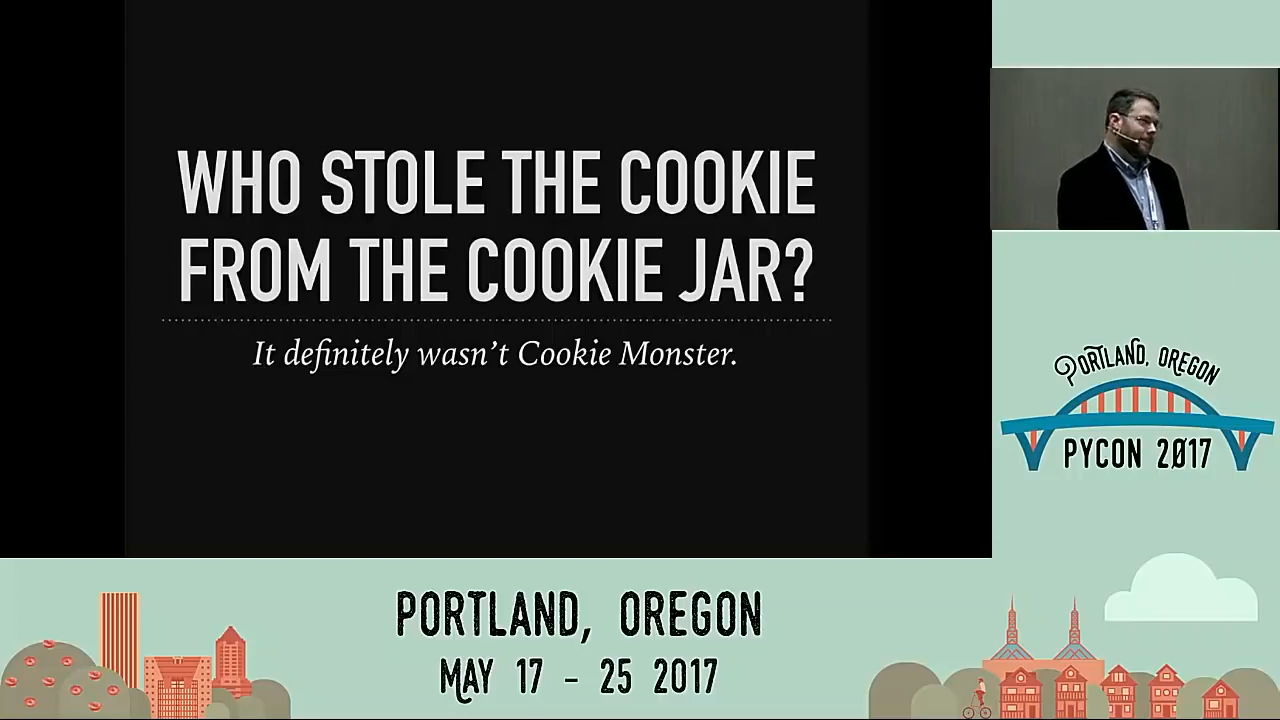 WHO STOLE THE COOKIE
FROM THE COOKIE JAR?
It definitely wasn’t Cookie Monster.
PORTLAND, OREGON
PYCON 2017
PORTLAND, OREGON
MAY 17 - 25 2017